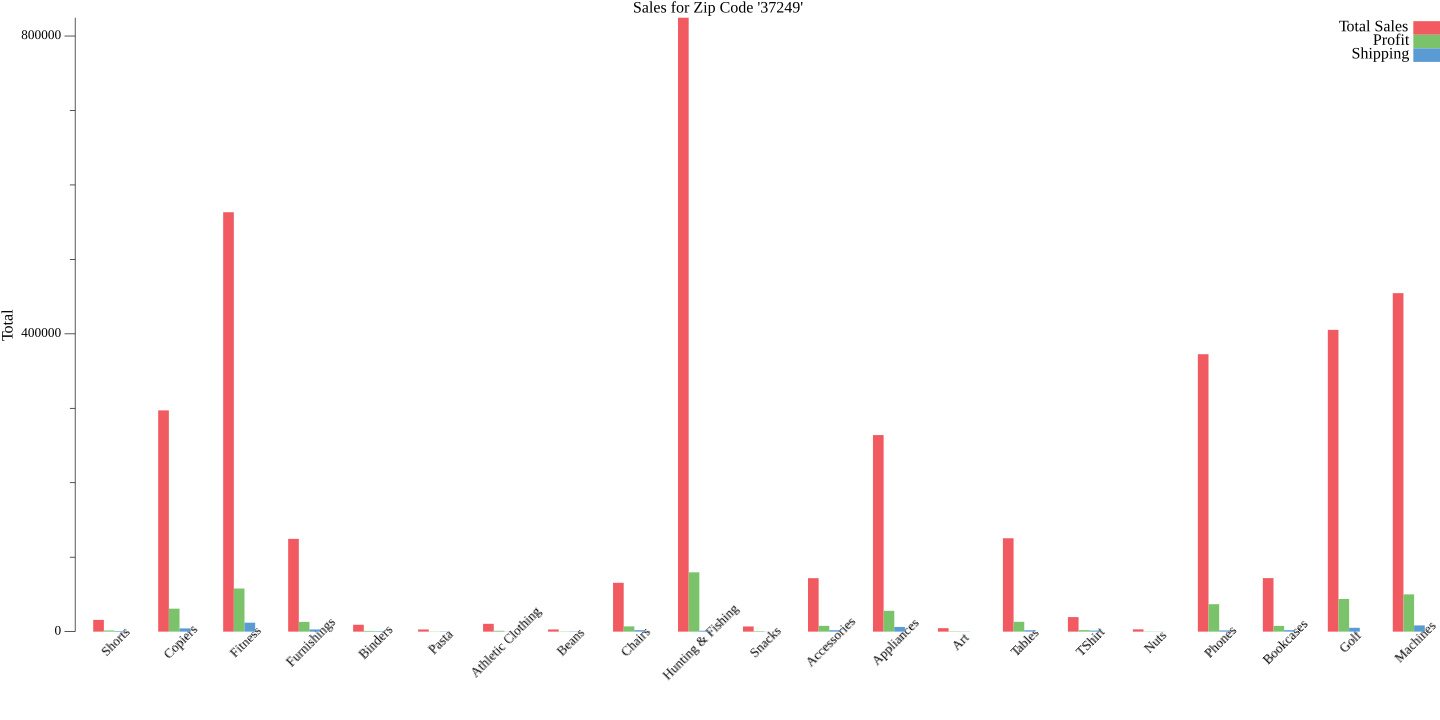 Sales for Zip Code '37249'
Total Sales
Profit
Shipping
800000
400000
0
Total
Shorts
Copiers
Fitness
Furnishings
Binders
Pasta
Athletic Clothing
Beans
Chairs
Hunting & Fishing
Snacks
Accessories
Appliances
Art
Tables
TShirt
Nuts
Phones
Bookcases
Golf
Machines